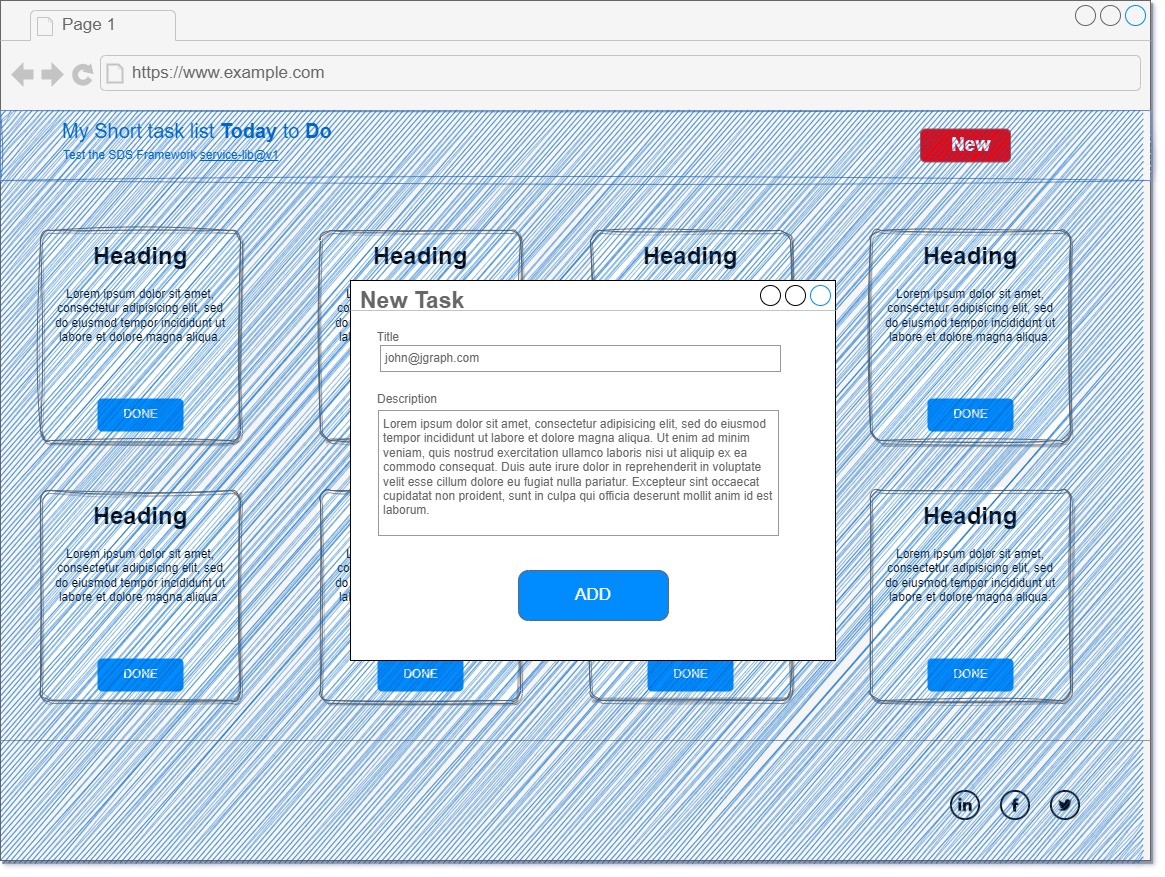 Page 1
https://www.example.com
My Short task list Today to Do
Test the SDS Framework service-lib@v1
New
Heading
Lorem ipsum dolor sit amet,
consectetur adipisicing elit, sed
do eiusmod tempor incididunt ut
labore et dolore magna aliqua.
DONE
Heading
Heading
Heading
Lorem ipsum dolor sit amet,
consectetur adipisicing elit, sed
do eiusmod tempor incididunt ut
labore et dolore magna aliqua.
DONE
New Task
Title
john@jgraph.com
Description
Lorem ipsum dolor sit amet, consectetur adipisicing elit, sed do eiusmod
tempor incididunt ut labore et dolore magna aliqua. Ut enim ad minim
veniam, quis nostrud exercitation ullamco laboris nisi ut aliquip ex ea
commodo consequat. Duis aute irure dolor in reprehenderit in voluptate
velit esse cillum dolore eu fugiat nulla pariatur. Excepteur sint occaecat
cupidatat non proident, sunt in culpa qui officia deserunt mollit anim id est
laborum.
ADD
Heading
Lorem ipsum dolor sit amet,
consectetur adipisicing elit, sed
do eiusmod tempor incididunt ut
labore et dolore magna aliqua.
DONE
DONE
DONE
Heading
Lorem ipsum dolor sit amet,
consectetur adipisicing elit, sed
do eiusmod tempor incididunt ut
labore et dolore magna aliqua.
DONE
in
f